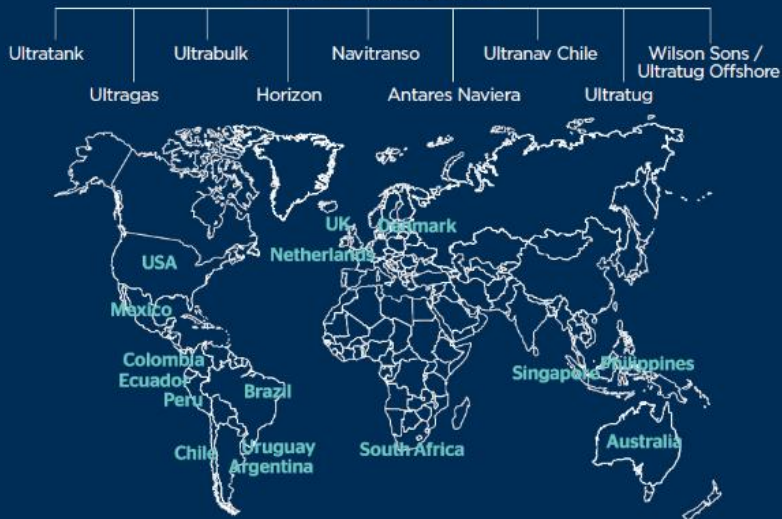 Ultratank
Ultrabulk
Navitranso
Ultranav Chile
Wilson Sons /
Ultratug Offshore
Ultragas
Horizon
Antares Naviera
Ultratug
UK
Denmark
Netherlands
USA
Mexico
Colombia
Ecuador
Peru
Brazil
Chile
Uruguay
Argentina
South Africa
Singapore
Philippines
Australia